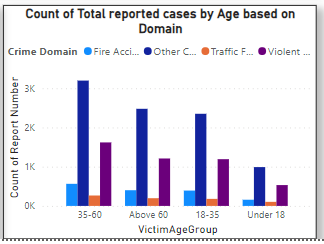 Count of Total reported cases by Age based on
Domain
Crime Domain Fire Acci... Other C... Traffic F... Violent ...
Count of Report Number
3K
2K
1K
0K
35-60 Above 60 18-35 Under 18
VictimAgeGroup